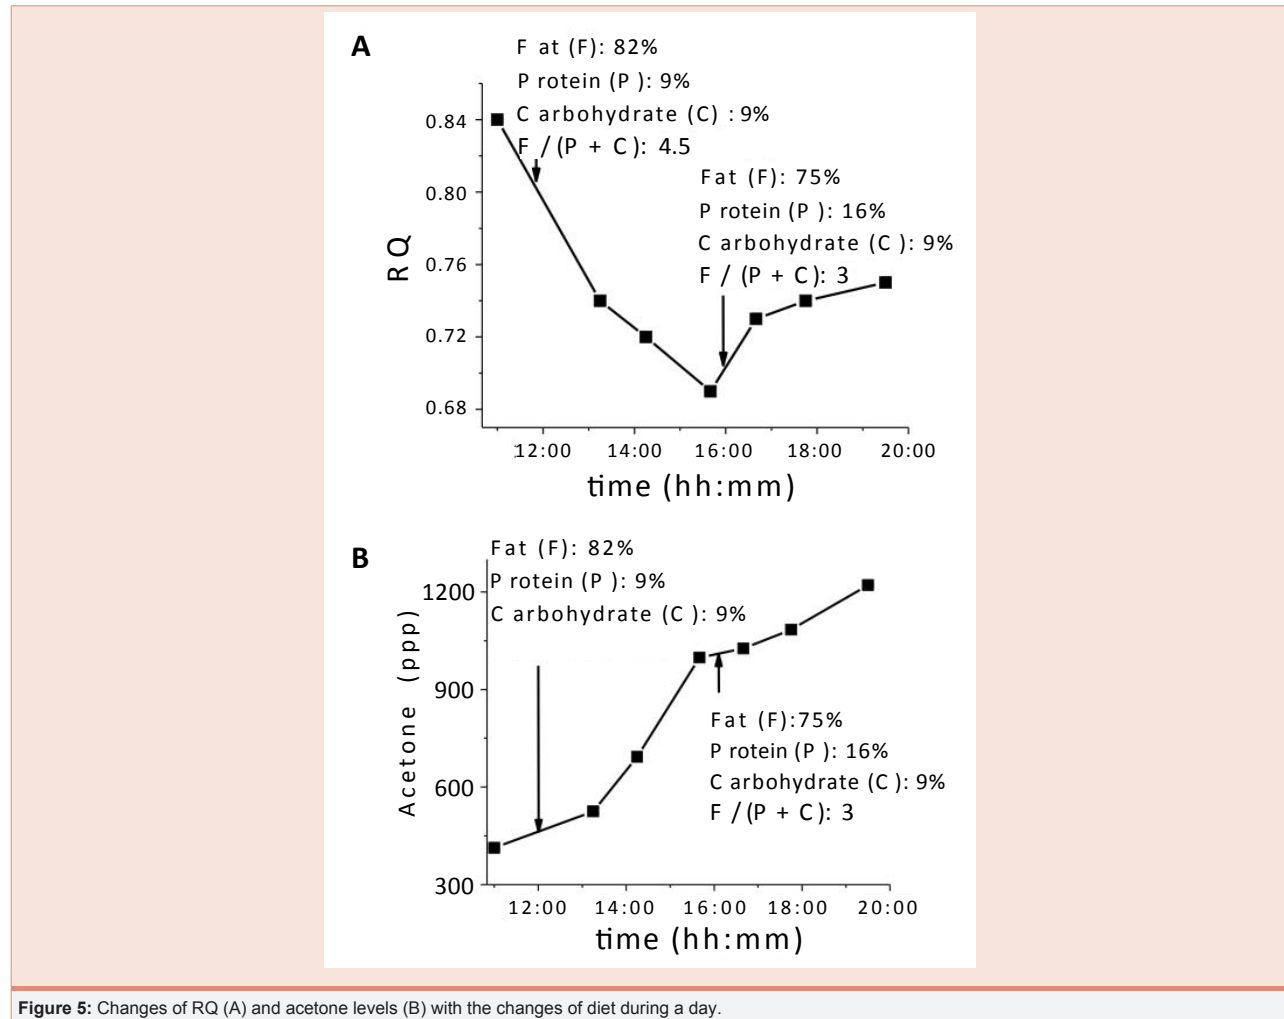 A
F at (F): 82%
P rotein (P ): 9%
C arbohydrate (C) : 9%
F /(P + C): 4.5
Fat (F): 75%
P rotein (P ): 16%
C arbohydrate (C ): 9%
F / (P + C): 3
0.84
0.80
0.76
0.72
0.68
RQ
12:00 14:00 16:00 18:00 20:00
time (hh:mm)
B
Fat (F): 82%
P rotein (P ): 9%
C arbohydrate (C ): 9%
1200
900
600
300
Acetone (ppp)
Fat (F):75%
P rotein (P ): 16%
C arbohydrate (C ): 9%
F /(P + C): 3
12:00 14:00 16:00 18:00 20:00
time (hh:mm)
Figure 5: Changes of RQ (A) and acetone levels (B) with the changes of diet during a day.